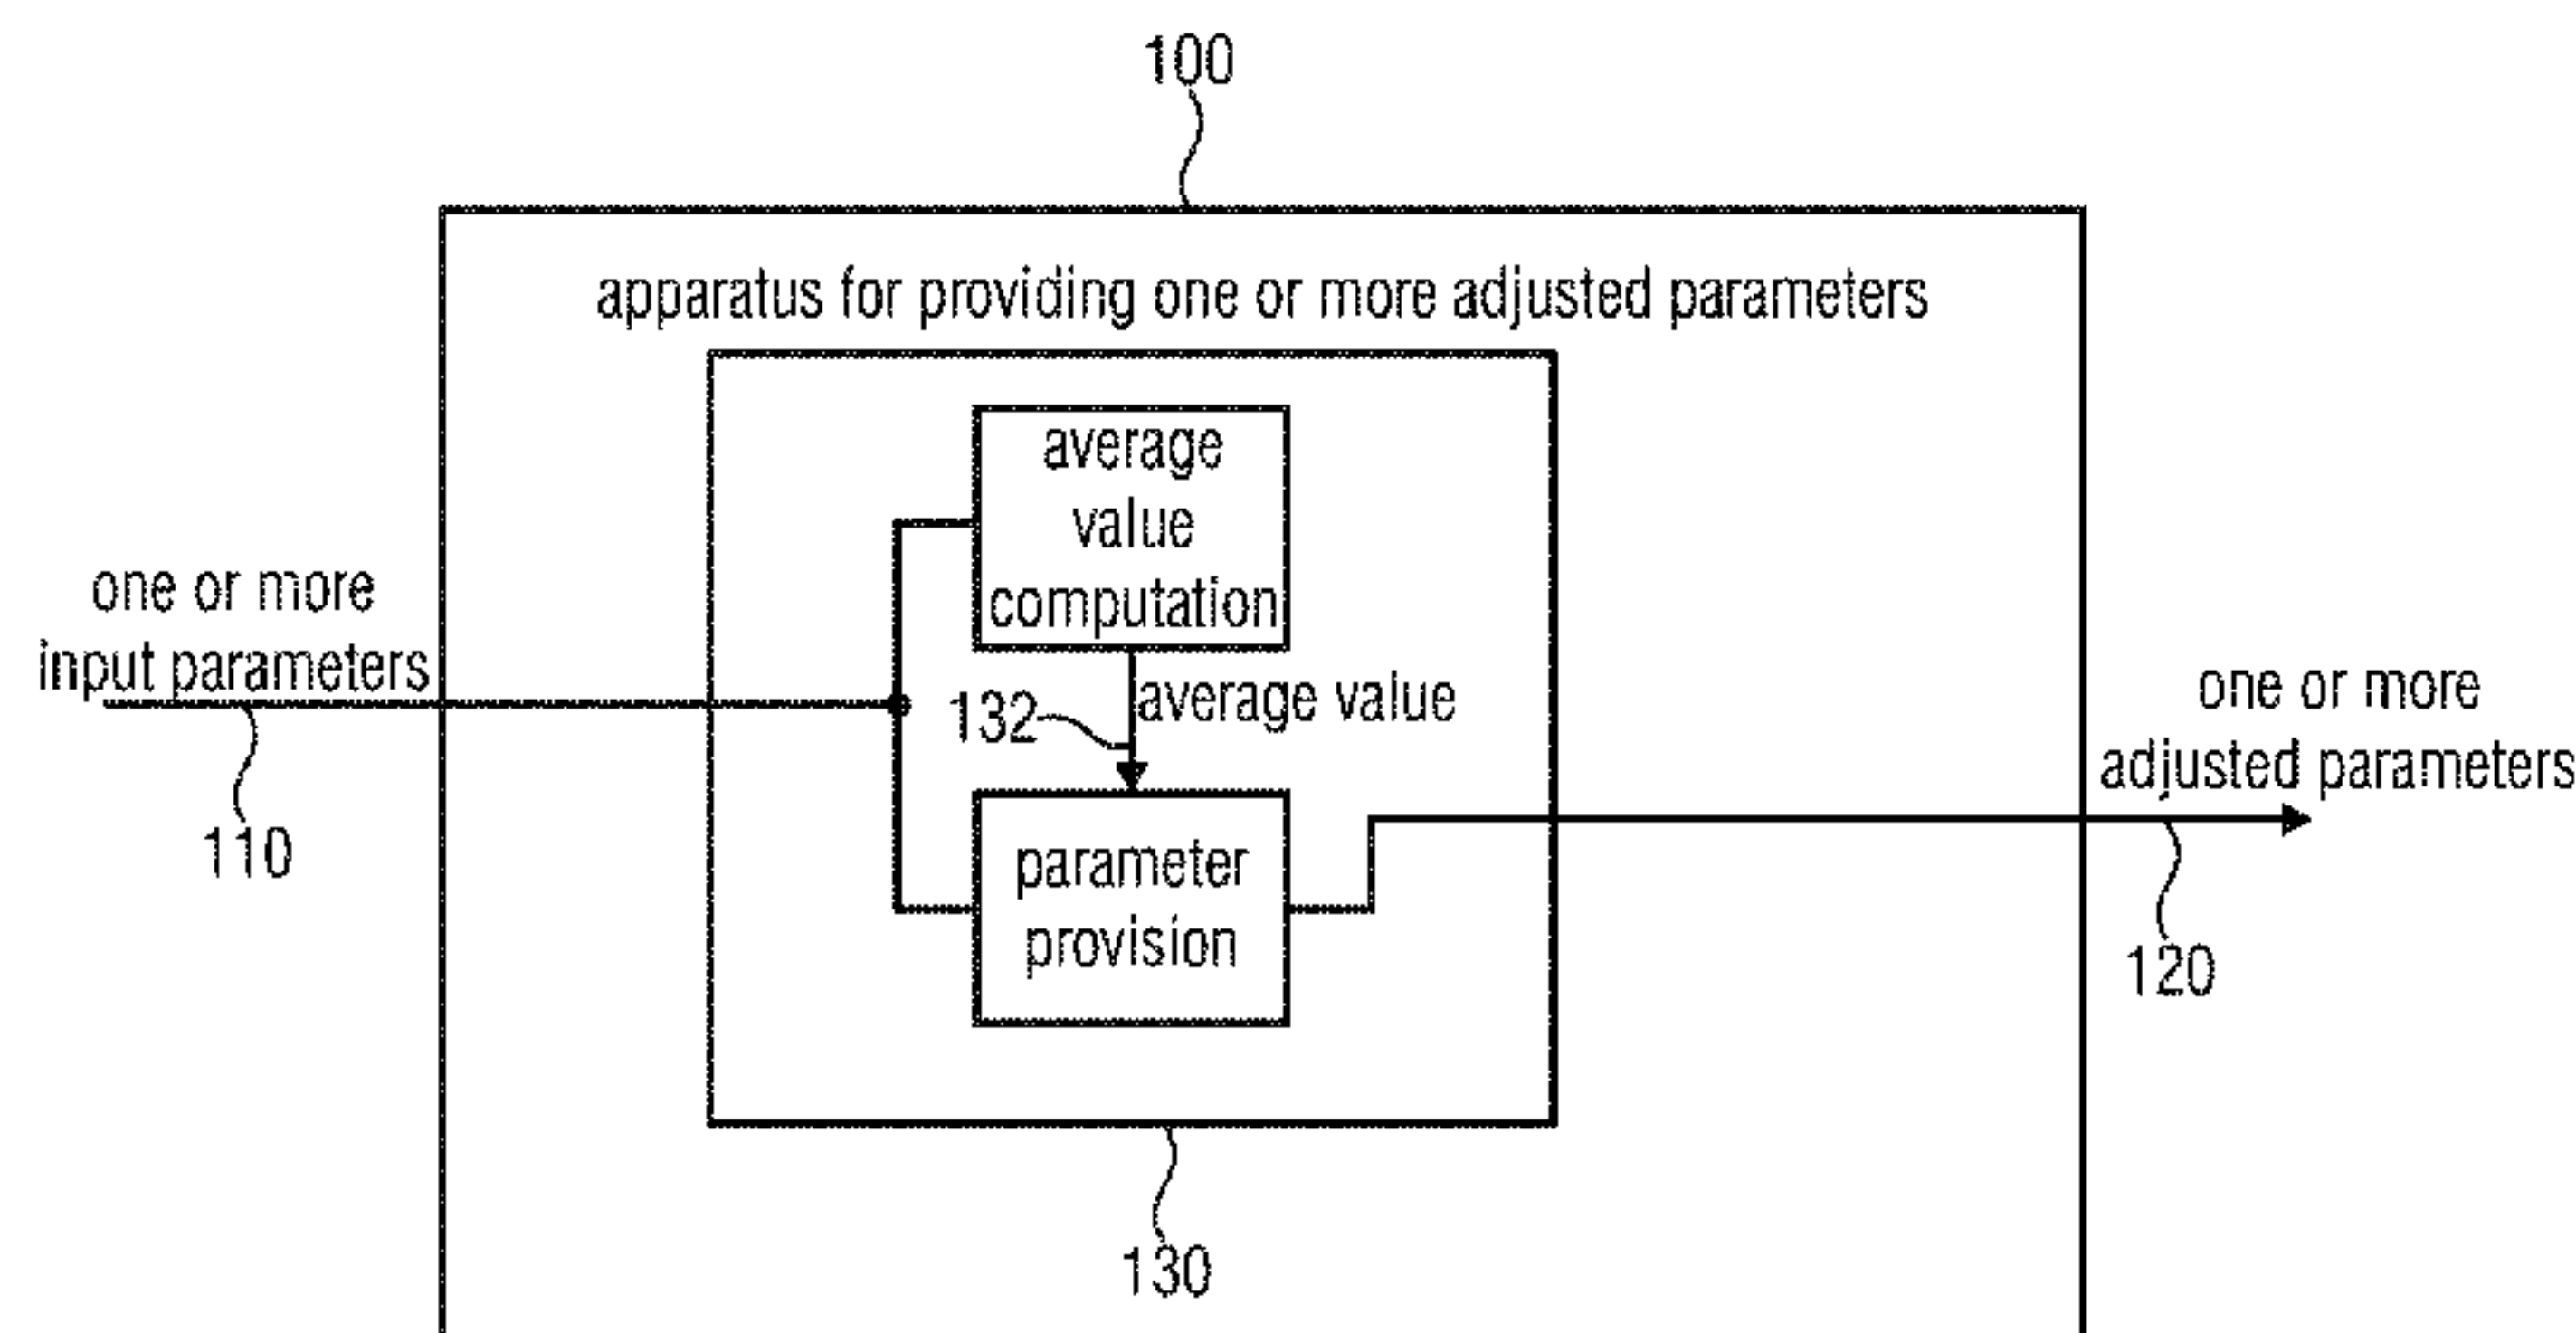 100
apparatus for providing one or more adjusted parameters
average
value
computation
one or more
input parameters
110
132
average value
parameter
provision
one or more
adjusted parameters
120
130